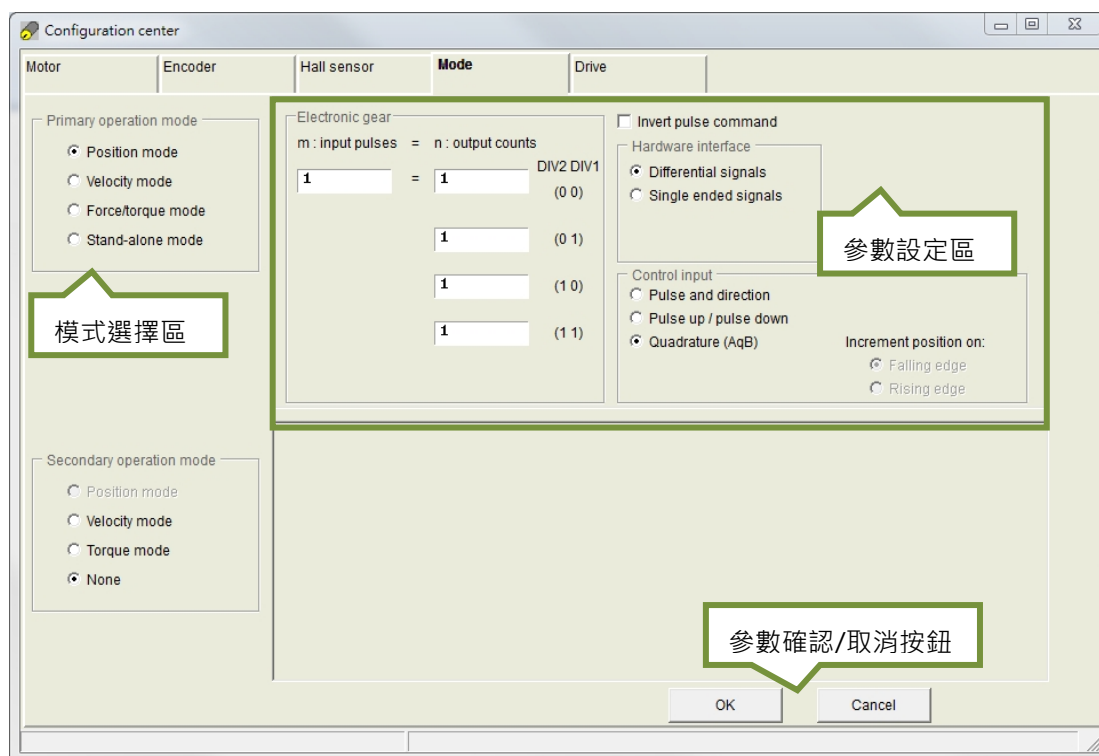 Configuration center
Motor
Encoder
Hall sensor
Mode
Drive
Primary operation mode
Position mode
Velocity mode
Force/torque mode
Stand-alone mode
模式選擇區
Electronic gear
m : input pulses = n : output counts
DIV2 DIV1
1 = 1 (0 0)
1 (0 1)
1 (1 0)
1 (1 1)
Invert pulse command
Hardware interface
Differential signals
Single ended signals
參數設定區
Control input
Pulse and direction
Pulse up / pulse down
Quadrature (AqB)
Increment position on:
Falling edge
Rising edge
Secondary operation mode
Position mode
Velocity mode
Torque mode
None
參數確認/取消按鈕
OK
Cancel